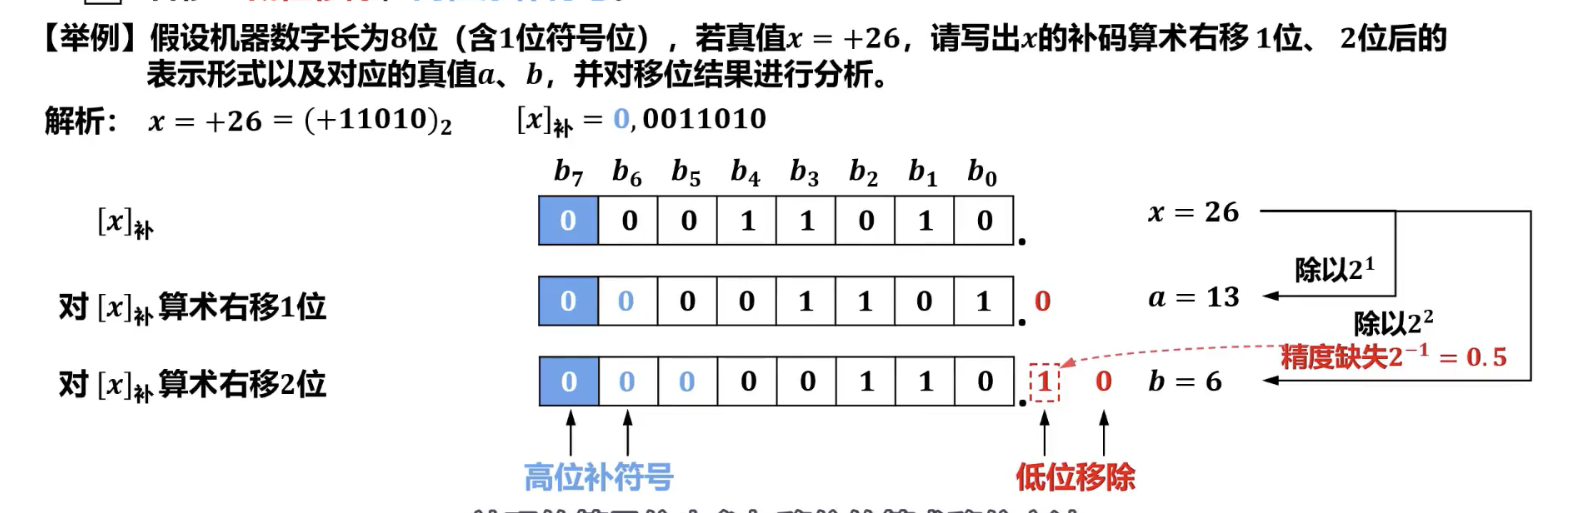 【举例】假设机器数字长为8位（含1位符号位），若真值x = +26，请写出x的补码算术右移 1位、 2位后的
表示形式以及对应的真值a、b，并对移位结果进行分析。
解析： x = +26 = (+11010)₂ [x]补 = 0,0011010
b₇ b₆ b₅ b₄ b₃ b₂ b₁ b₀
[x]补 0 0 0 1 1 0 1 0 . x = 26
除以2¹
对 [x]补 算术右移1位 0 0 0 0 1 1 0 1 . 0 a = 13
除以2²
精度缺失2⁻¹ = 0.5
对 [x]补 算术右移2位 0 0 0 0 0 1 1 0 . 1 0 b = 6
高位补符号 低位移除